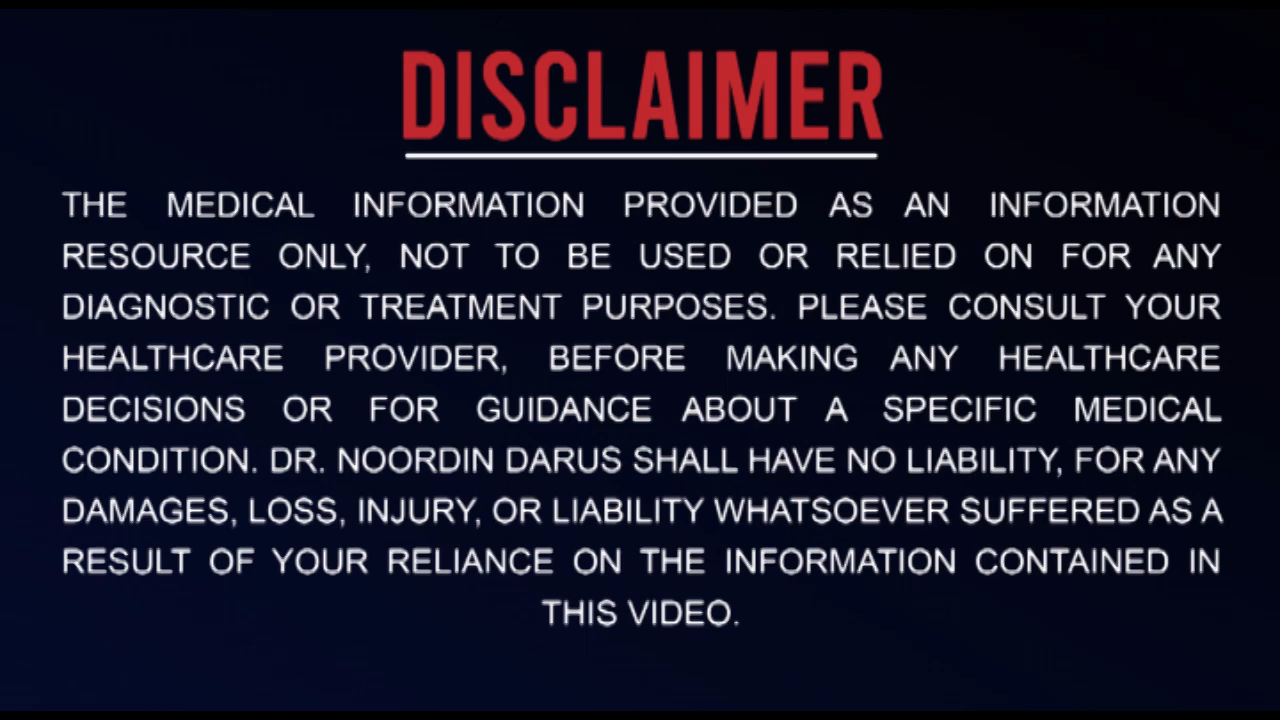 DISCLAIMER
THE MEDICAL INFORMATION PROVIDED AS AN INFORMATION
RESOURCE ONLY, NOT TO BE USED OR RELIED ON FOR ANY
DIAGNOSTIC OR TREATMENT PURPOSES. PLEASE CONSULT YOUR
HEALTHCARE PROVIDER, BEFORE MAKING ANY HEALTHCARE
DECISIONS OR FOR GUIDANCE ABOUT A SPECIFIC MEDICAL
CONDITION. DR. NOORDIN DARUS SHALL HAVE NO LIABILITY, FOR ANY
DAMAGES, LOSS, INJURY, OR LIABILITY WHATSOEVER SUFFERED AS A
RESULT OF YOUR RELIANCE ON THE INFORMATION CONTAINED IN
THIS VIDEO.